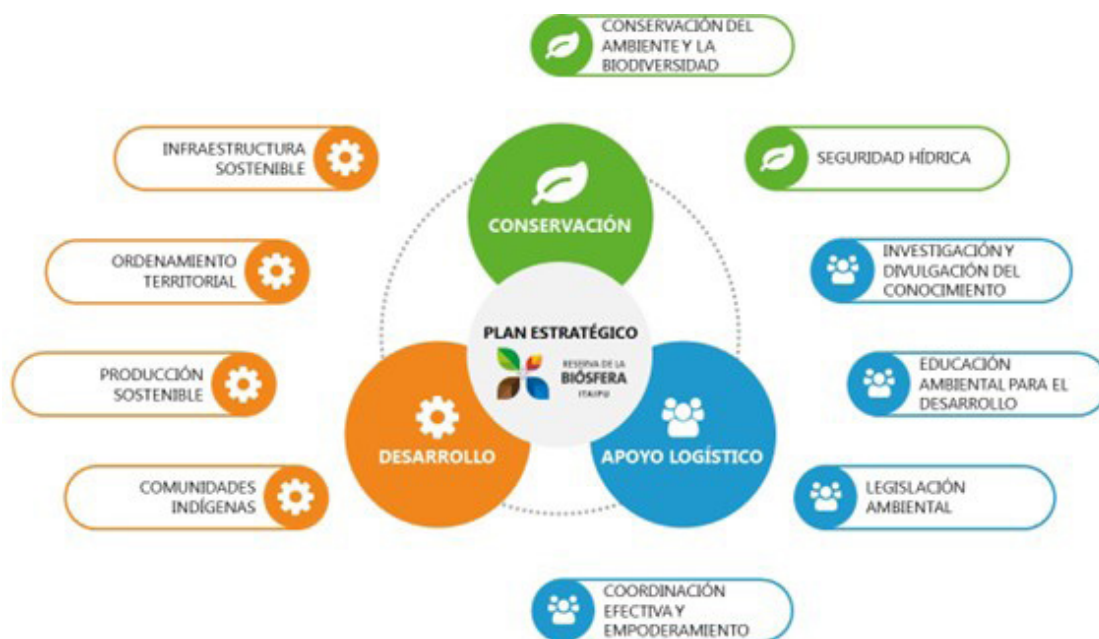 CONSERVACIÓN DEL
AMBIENTE Y LA
BIODIVERSIDAD
INFRAESTRUCTURA
SOSTENIBLE
SEGURIDAD HÍDRICA
CONSERVACIÓN
ORDENAMIENTO
TERRITORIAL
INVESTIGACIÓN Y
DIVULGACIÓN DEL
CONOCIMIENTO
PLAN ESTRATÉGICO
RESERVA DE LA
BIÓSFERA
ITAIPU
PRODUCCIÓN
SOSTENIBLE
EDUCACIÓN
AMBIENTAL PARA EL
DESARROLLO
DESARROLLO
APOYO LOGÍSTICO
COMUNIDADES
INDÍGENAS
LEGISLACIÓN
AMBIENTAL
COORDINACIÓN
EFECTIVA Y
EMPODERAMIENTO